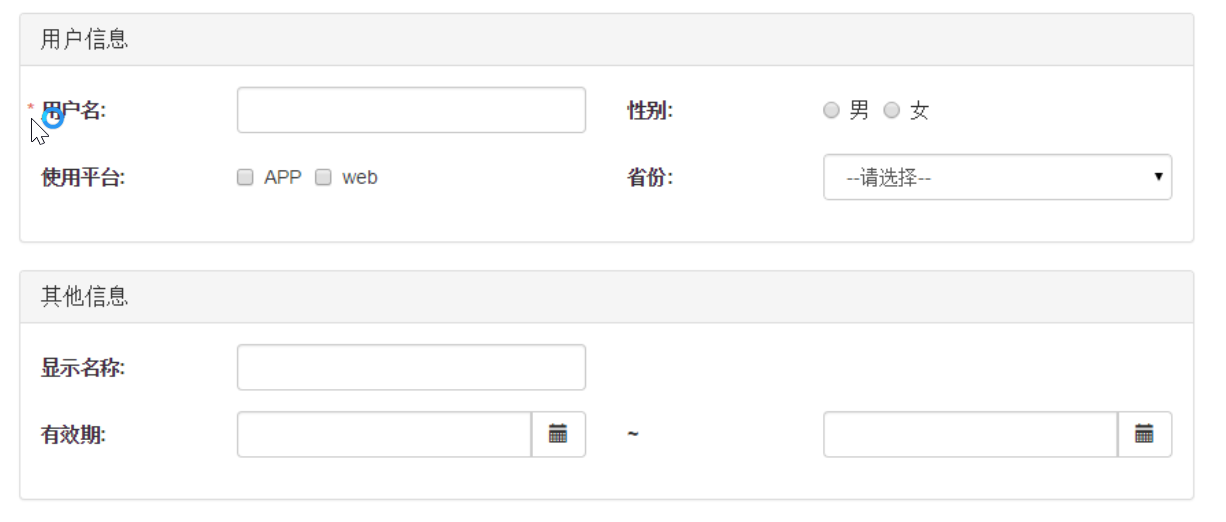 用户信息
* 用户名: 性别: 男 女
使用平台: APP web 省份: --请选择--
其他信息
显示名称:
有效期: ~